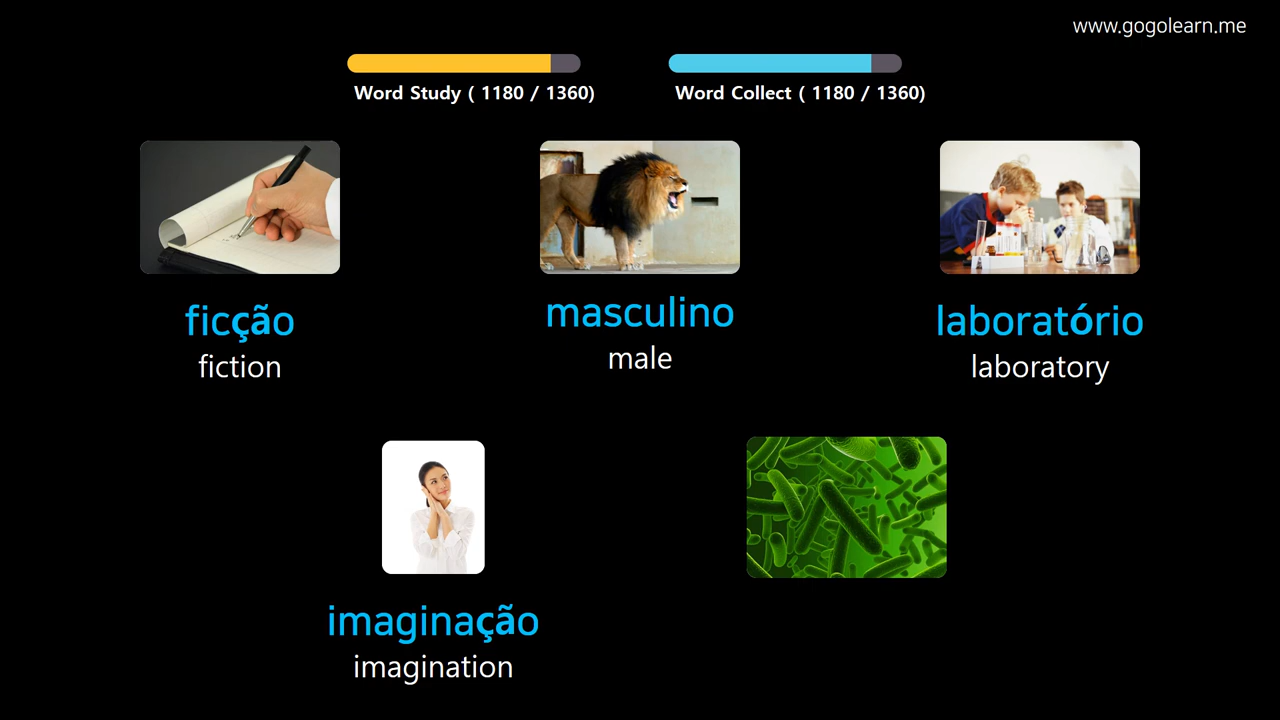 www.gogolearn.me
Word Study ( 1180 / 1360)
Word Collect ( 1180 / 1360)
ficção
fiction
masculino
male
laboratório
laboratory
imaginação
imagination